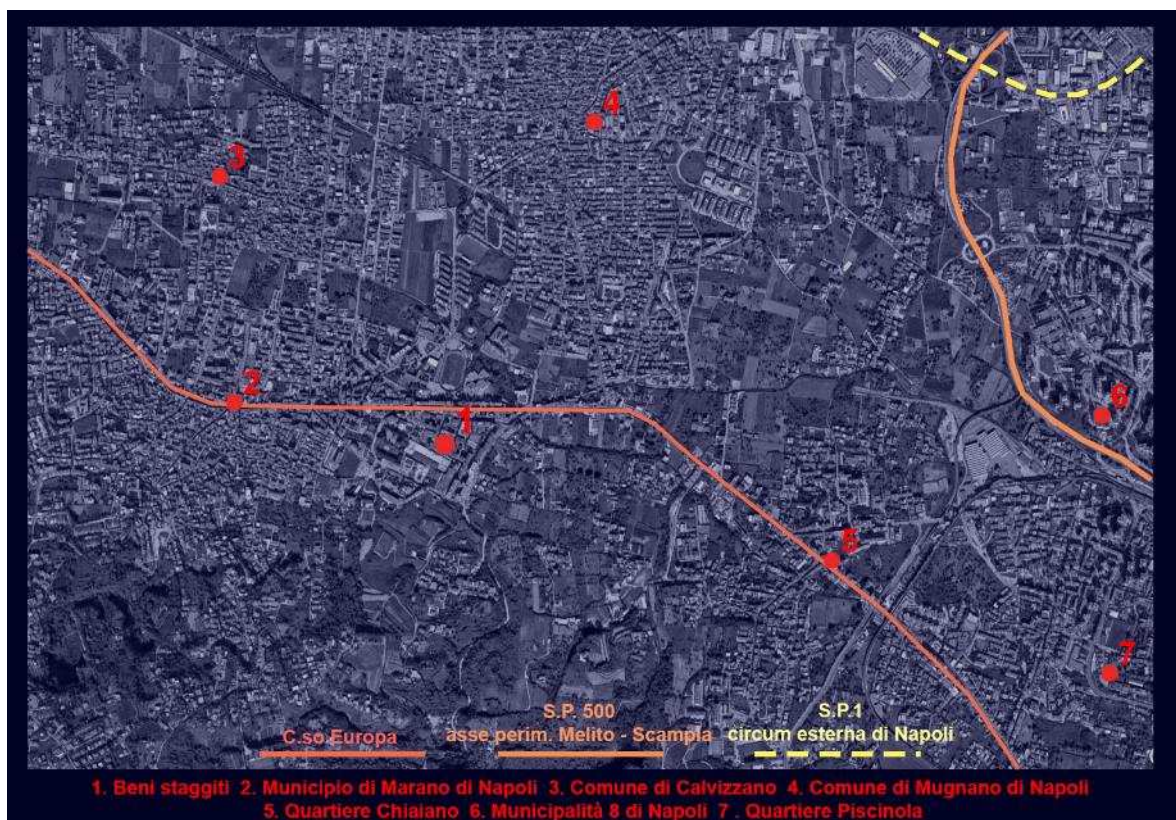 4
3
2
1
6
5
7
S.P. 500
S.P.1
C.so Europa
asse perim. Melito - Scampia
circum esterna di Napoli
1. Beni staggiti 2. Municipio di Marano di Napoli 3. Comune di Calvizzano 4. Comune di Mugnano di Napoli
5. Quartiere Chiaiano 6. Municipalità 8 di Napoli 7 . Quartiere Piscinola